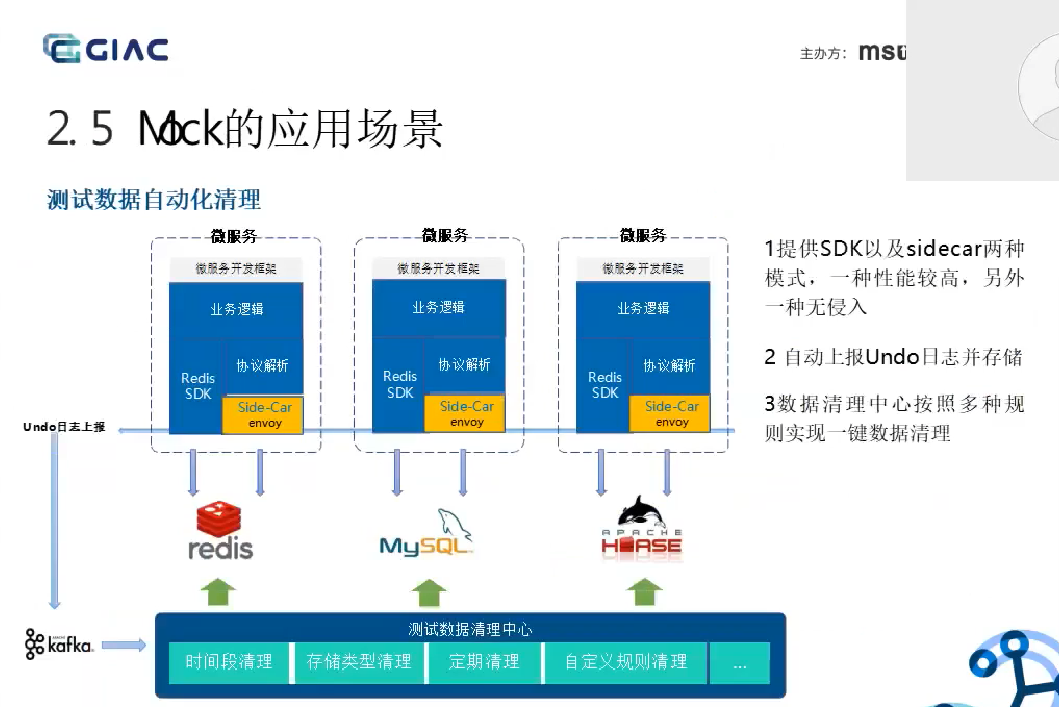 GIAC
主办方：
2.5 Mock的应用场景
测试数据自动化清理
微服务
微服务开发框架
业务逻辑
协议解析
Redis
SDK
Side-Car
envoy
微服务
微服务开发框架
业务逻辑
协议解析
Redis
SDK
Side-Car
envoy
微服务
微服务开发框架
业务逻辑
协议解析
Redis
SDK
Side-Car
envoy
1提供SDK以及sidecar两种
模式，一种性能较高，另外
一种无侵入
2 自动上报Undo日志并存储
3数据清理中心按照多种规
则实现一键数据清理
Undo日志上报
redis
MySQL
APACHE
HBASE
kafka
测试数据清理中心
时间段清理
存储类型清理
定期清理
自定义规则清理
...